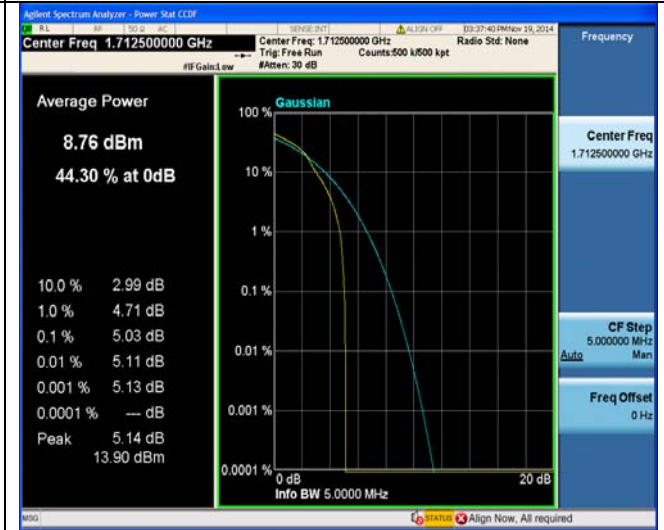 Agilent Spectrum Analyzer - Power Stat CCDF
RL RF 50 Ω AC SENSE:INT ALIGN OFF 03:37:40 PM Nov 19, 2014
Center Freq 1.712500000 GHz
Center Freq: 1.712500000 GHz Radio Std: None
Trig: Free Run Counts:500 k/500 kpt
#IFGain:Low #Atten: 30 dB
Frequency
Average Power
8.76 dBm
44.30 % at 0dB
10.0 % 2.99 dB
1.0 % 4.71 dB
0.1 % 5.03 dB
0.01 % 5.11 dB
0.001 % 5.13 dB
0.0001 % --- dB
Peak 5.14 dB
13.90 dBm
Gaussian
100 %
10 %
1 %
0.1 %
0.01 %
0.001 %
0.0001 %
0 dB 20 dB
Info BW 5.0000 MHz
Center Freq
1.712500000 GHz
CF Step
5.000000 MHz
Auto Man
Freq Offset
0 Hz
MSG STATUS Align Now, All required